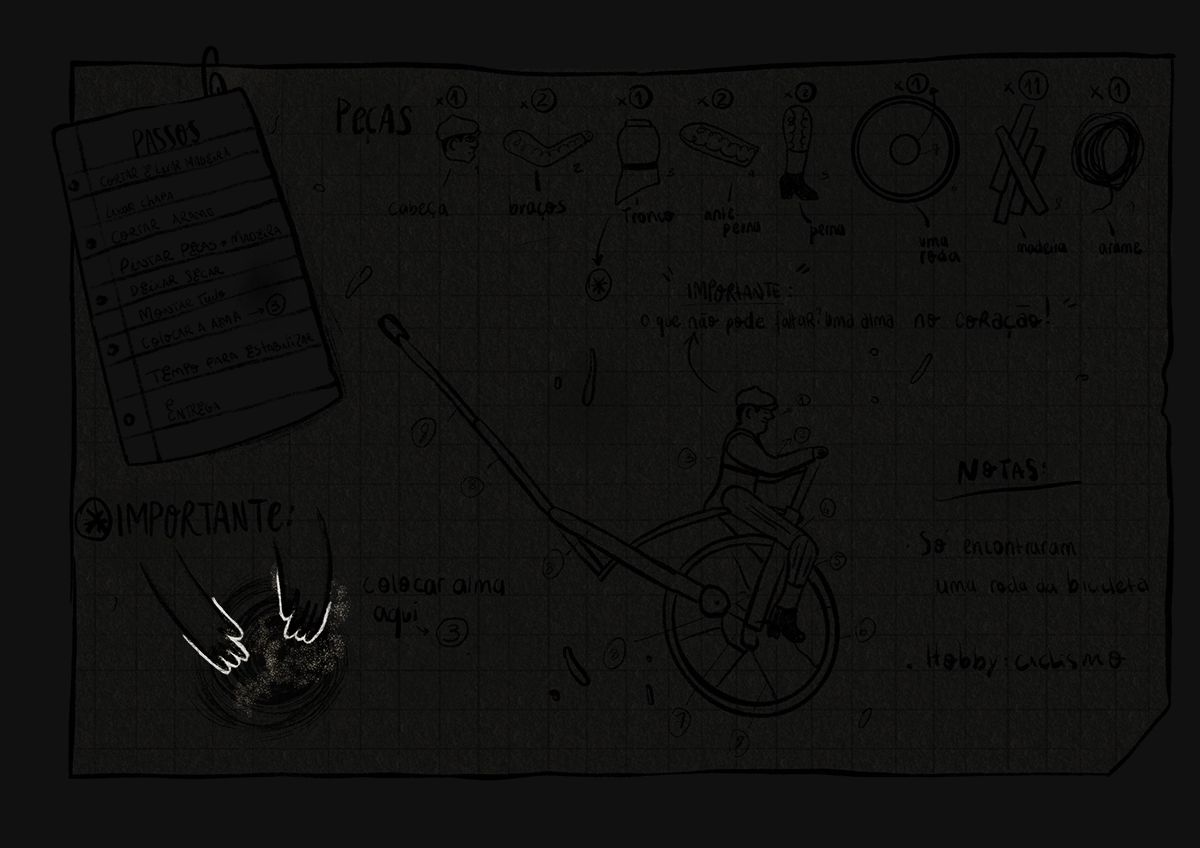 PASSOS
CORTAR E LIXAR MADEIRA
LIXAR CHAPA
CORTAR ARAME
PINTAR PEÇAS + MADEIRA
DEIXAR SECAR
MONTAR TUDO
COLOCAR A ALMA → 3
TEMPO PARA ESTABILIZAR
E
ENTREGA
PEÇAS
x1
x2
x1
x2
x2
x1
x11
x1
cabeça
braços
Tronco
anti
perna
perna
uma
roda
madeira
arame
IMPORTANTE:
o que não pode faltar? uma alma no coração!
NOTAS:
. Só encontraram
uma roda da bicicleta
. Hobby: ciclismo
* IMPORTANTE:
colocar alma
aqui
3